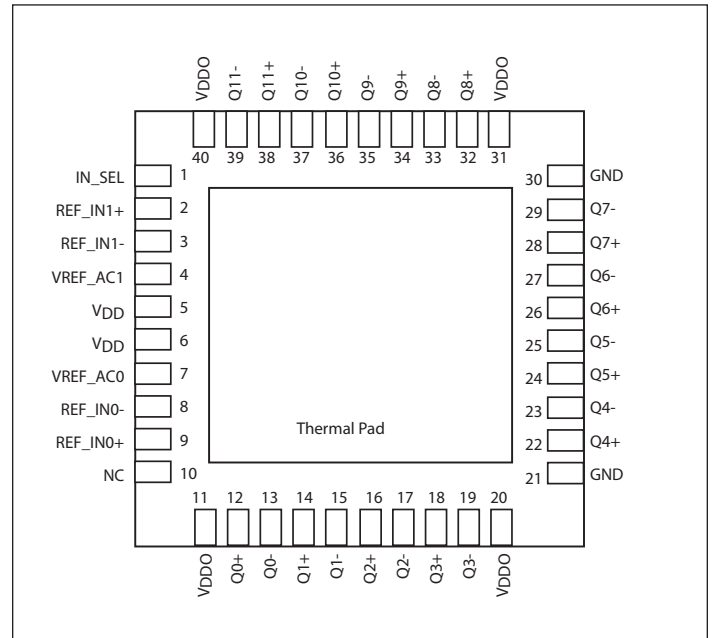 VDDO Q11- Q11+ Q10- Q10+ Q9- Q9+ Q8- Q8+ VDDO
40 39 38 37 36 35 34 33 32 31
IN_SEL 1 30 GND
REF_IN1+ 2 29 Q7-
REF_IN1- 3 28 Q7+
VREF_AC1 4 27 Q6-
VDD 5 26 Q6+
VDD 6 25 Q5-
VREF_AC0 7 24 Q5+
REF_IN0- 8 23 Q4-
Thermal Pad
REF_IN0+ 9 22 Q4+
NC 10 21 GND
11 12 13 14 15 16 17 18 19 20
VDDO Q0+ Q0- Q1+ Q1- Q2+ Q2- Q3+ Q3- VDDO